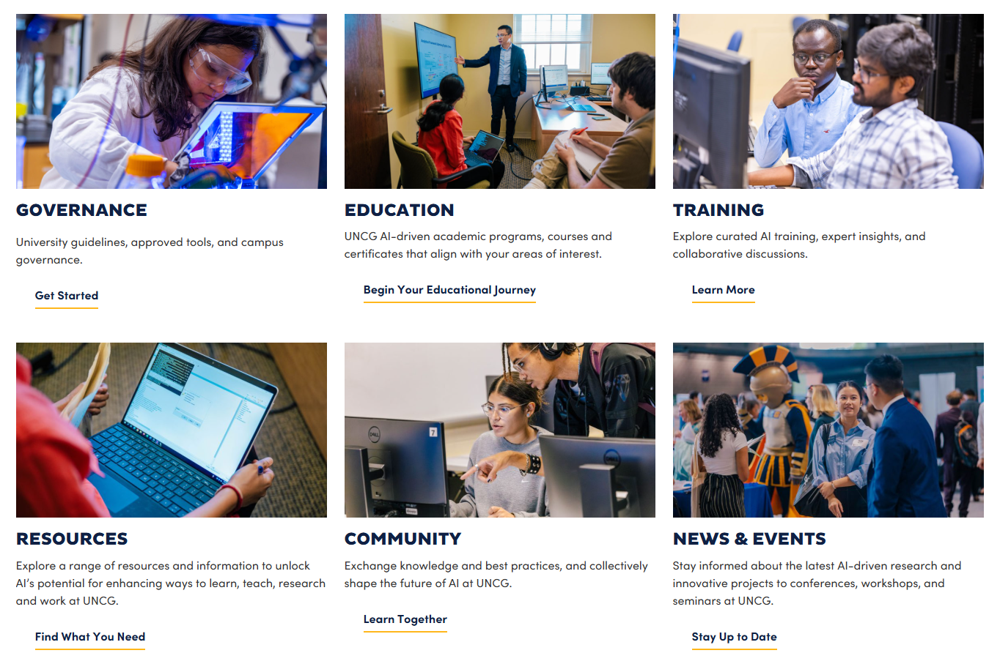 GOVERNANCE
University guidelines, approved tools, and campus
governance.
Get Started
EDUCATION
UNCG AI-driven academic programs, courses and
certificates that align with your areas of interest.
Begin Your Educational Journey
TRAINING
Explore curated AI training, expert insights, and
collaborative discussions.
Learn More
DELL
7
RESOURCES
Explore a range of resources and information to unlock
AI’s potential for enhancing ways to learn, teach, research
and work at UNCG.
Find What You Need
COMMUNITY
Exchange knowledge and best practices, and collectively
shape the future of AI at UNCG.
Learn Together
NEWS & EVENTS
Stay informed about the latest AI-driven research and
innovative projects to conferences, workshops, and
seminars at UNCG.
Stay Up to Date